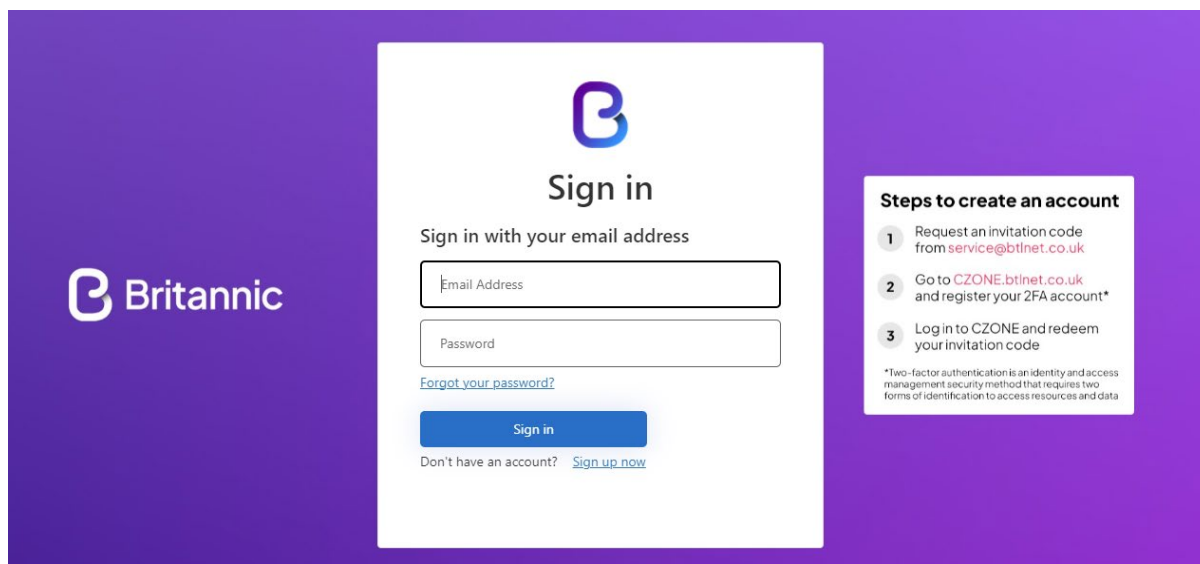 Britannic
Sign in
Sign in with your email address
Email Address
Password
Forgot your password?
Sign in
Don't have an account? Sign up now
Steps to create an account
1 Request an invitation code
from service@btlnet.co.uk
2 Go to CZONE.btlnet.co.uk
and register your 2FA account*
3 Log in to CZONE and redeem
your invitation code
*Two-factor authentication is an identity and access
management security method that requires two
forms of identification to access resources and data